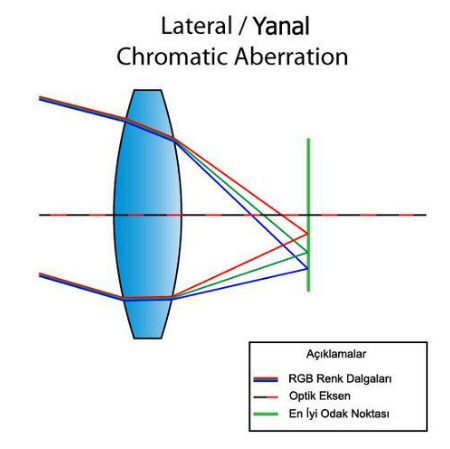 Lateral / Yanal
Chromatic Aberration
Açıklamalar
RGB Renk Dalgaları
Optik Eksen
En İyi Odak Noktası